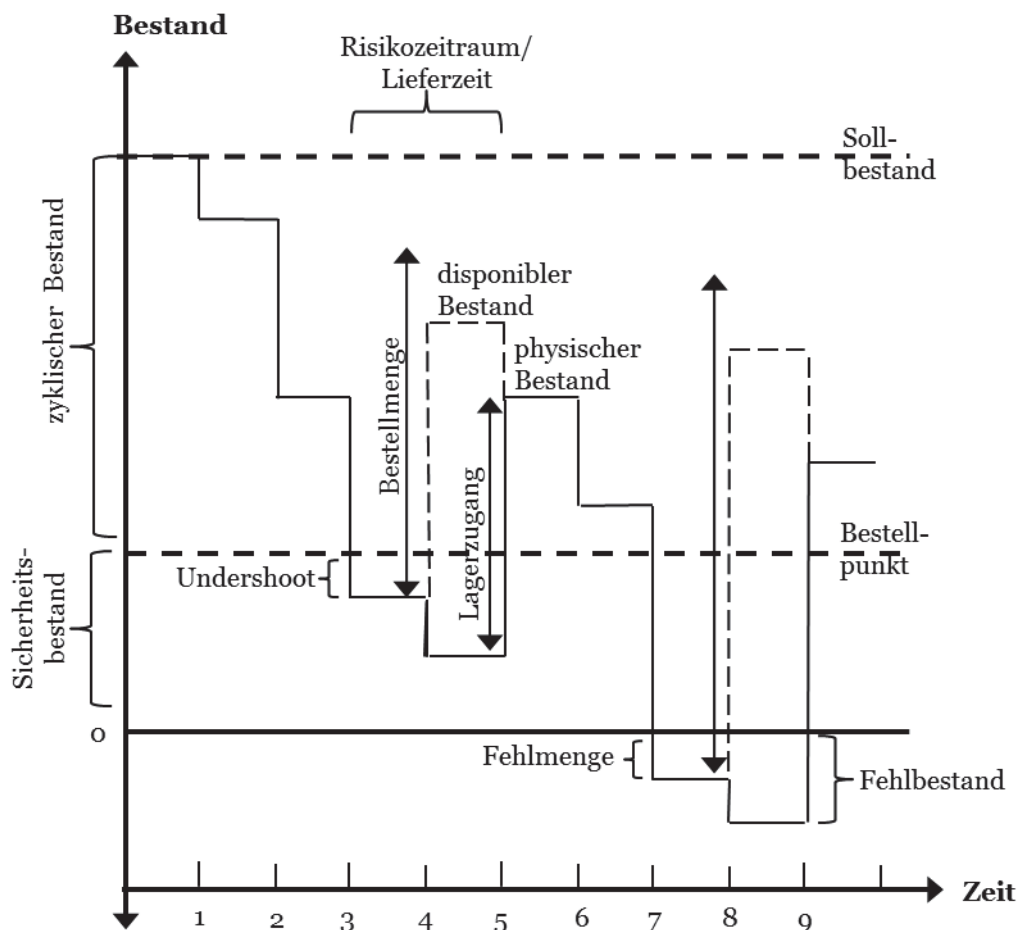 Bestand
Risikozeitraum/
Lieferzeit
Soll-
bestand
zyklischer Bestand
disponibler
Bestand
physischer
Bestand
Bestellmenge
Lagerzugang
Bestell-
punkt
Undershoot
Sicherheits-
bestand
0
Fehlmenge
Fehlbestand
Zeit
1 2 3 4 5 6 7 8 9